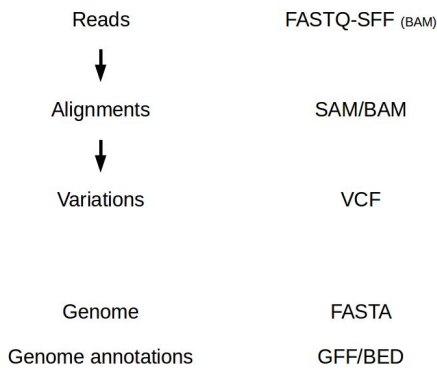 Reads FASTQ-SFF (BAM)
Alignments SAM/BAM
Variations VCF
Genome FASTA
Genome annotations GFF/BED